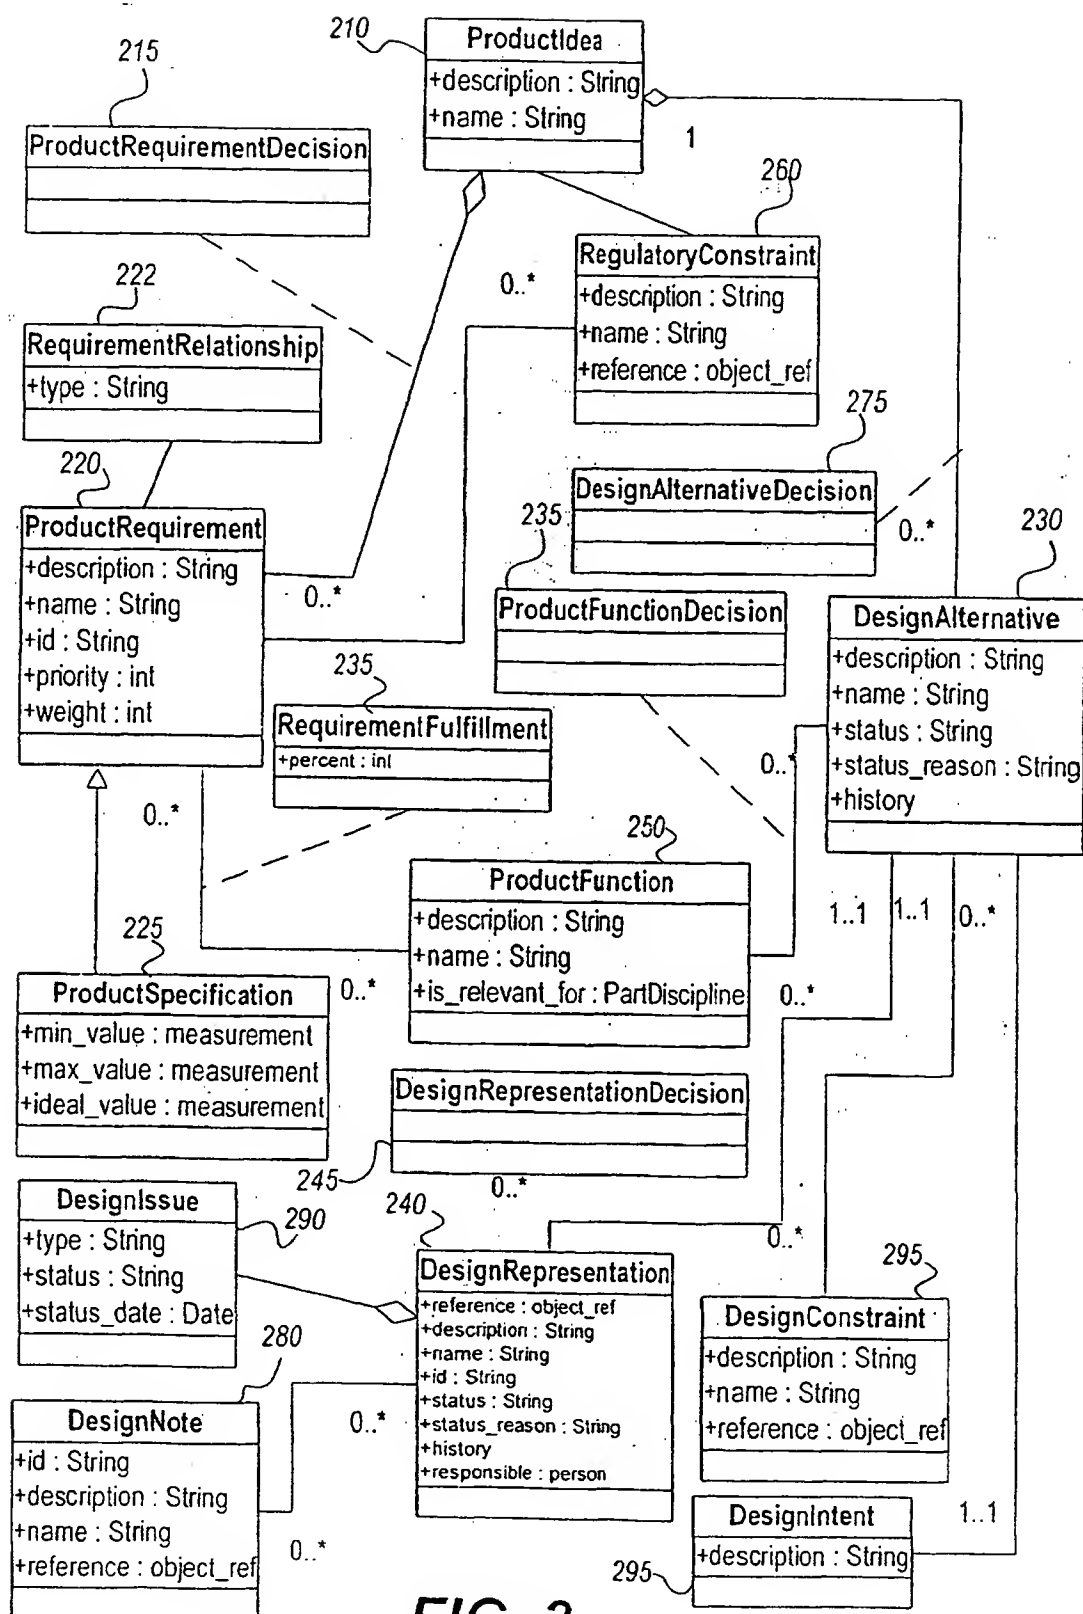 210
ProductIdea
+description : String
+name : String
1
215
ProductRequirementDecision
260
RegulatoryConstraint
+description : String
+name : String
+reference : object_ref
0..*
222
RequirementRelationship
+type : String
275
DesignAlternativeDecision
0..*
220
ProductRequirement
+description : String
+name : String
+id : String
+priority : int
+weight : int
0..*
235
ProductFunctionDecision
230
DesignAlternative
+description : String
+name : String
+status : String
+status_reason : String
+history
235
RequirementFulfillment
+percent : int
0..*
0..*
250
ProductFunction
+description : String
+name : String
+is_relevant_for : PartDiscipline
1..1
1..1
0..*
225
ProductSpecification
+min_value : measurement
+max_value : measurement
+ideal_value : measurement
0..*
0..*
DesignRepresentationDecision
245
0..*
DesignIssue
290
+type : String
+status : String
+status_date : Date
240
DesignRepresentation
+reference : object_ref
+description : String
+name : String
+id : String
+status : String
+status_reason : String
+history
+responsible : person
0..*
295
DesignConstraint
+description : String
+name : String
+reference : object_ref
280
DesignNote
+id : String
+description : String
+name : String
+reference : object_ref
0..*
0..*
DesignIntent
+description : String
1..1
295